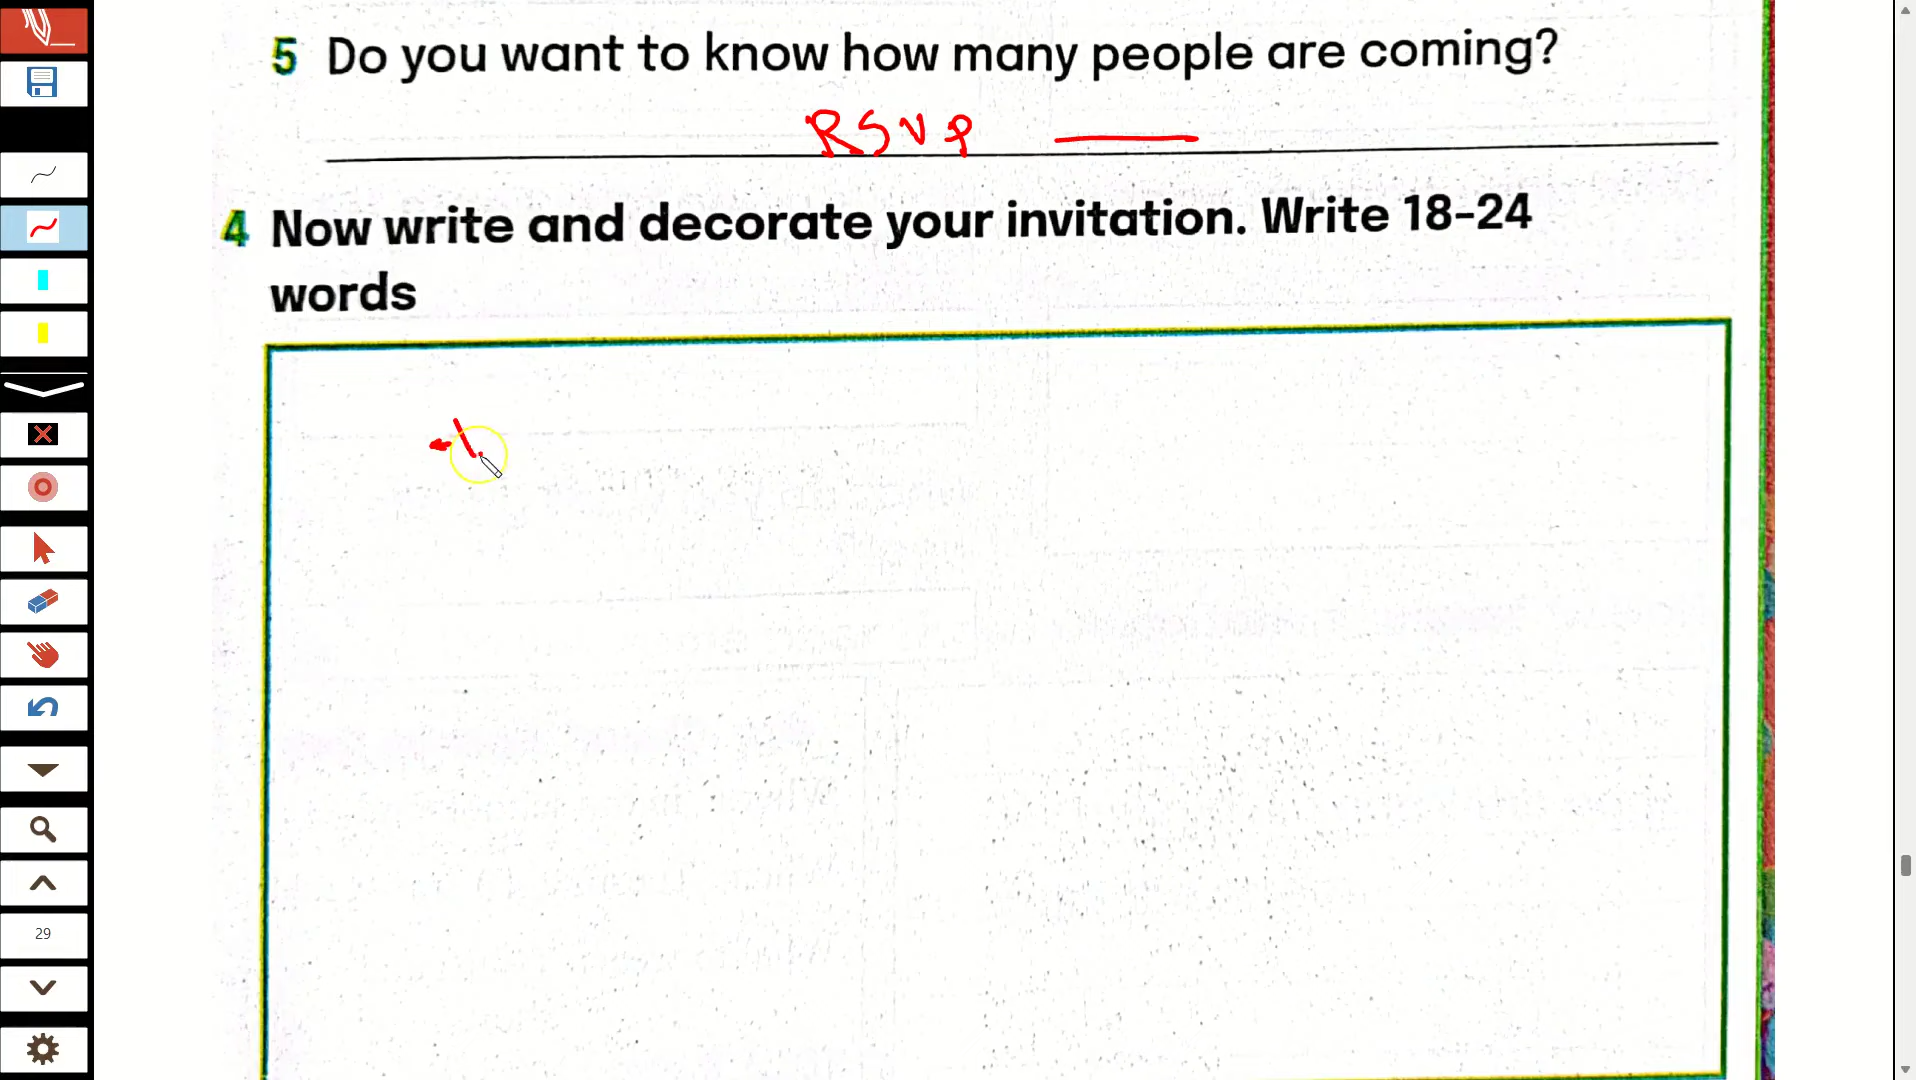 5 Do you want to know how many people are coming?
RSVP
4 Now write and decorate your invitation. Write 18-24
words
29